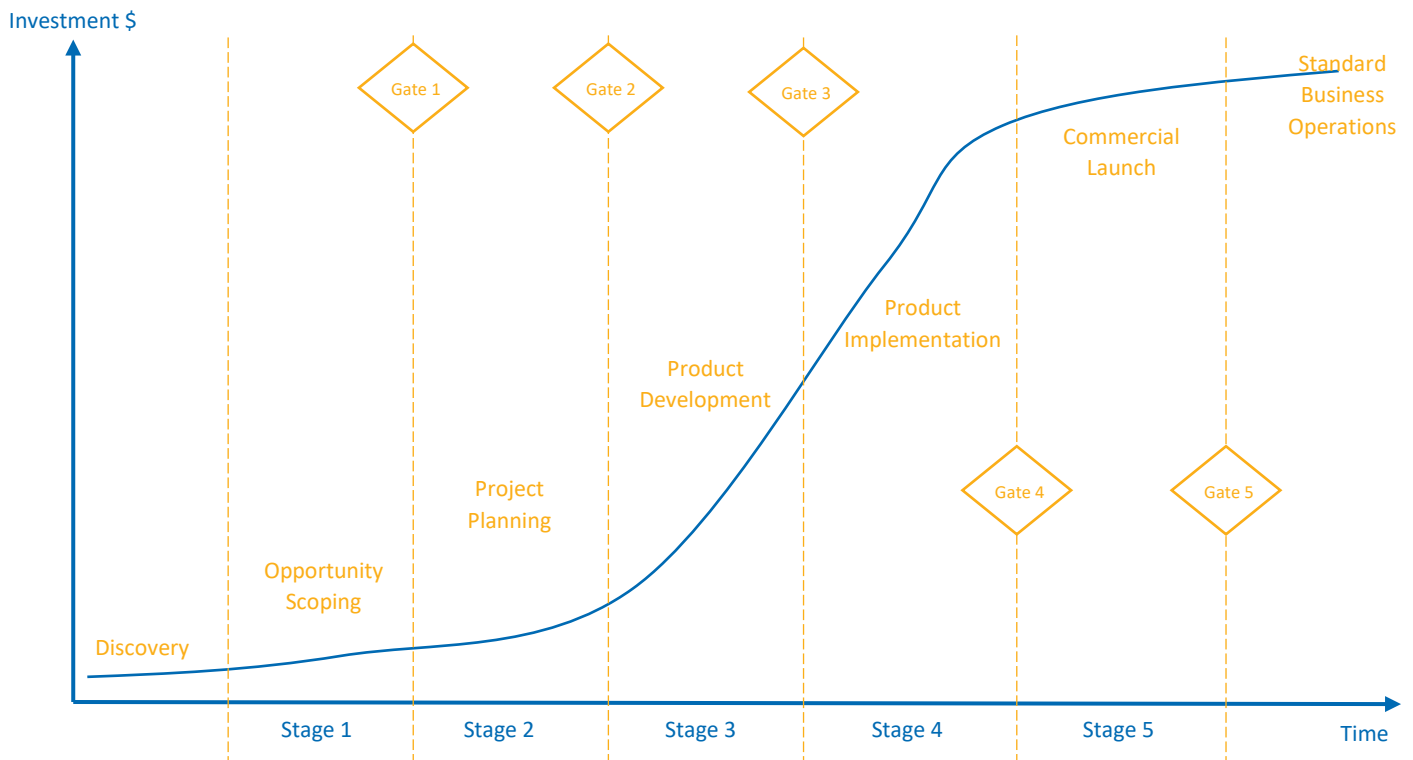 Investment $
Gate 1
Gate 2
Gate 3
Standard
Business
Operations
Commercial
Launch
Product
Implementation
Product
Development
Project
Planning
Gate 4
Gate 5
Opportunity
Scoping
Discovery
Stage 1
Stage 2
Stage 3
Stage 4
Stage 5
Time